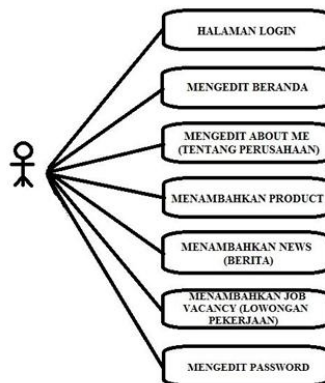 HALAMAN LOGIN
MENGEDIT BERANDA
MENGEDIT ABOUT ME
(TENTANG PERUSAHAAN)
MENAMBAHKAN PRODUCT
MENAMBAHKAN NEWS
(BERITA)
MENAMBAHKAN JOB
VACANCY (LOWONGAN
PEKERJAAN)
MENGEDIT PASSWORD